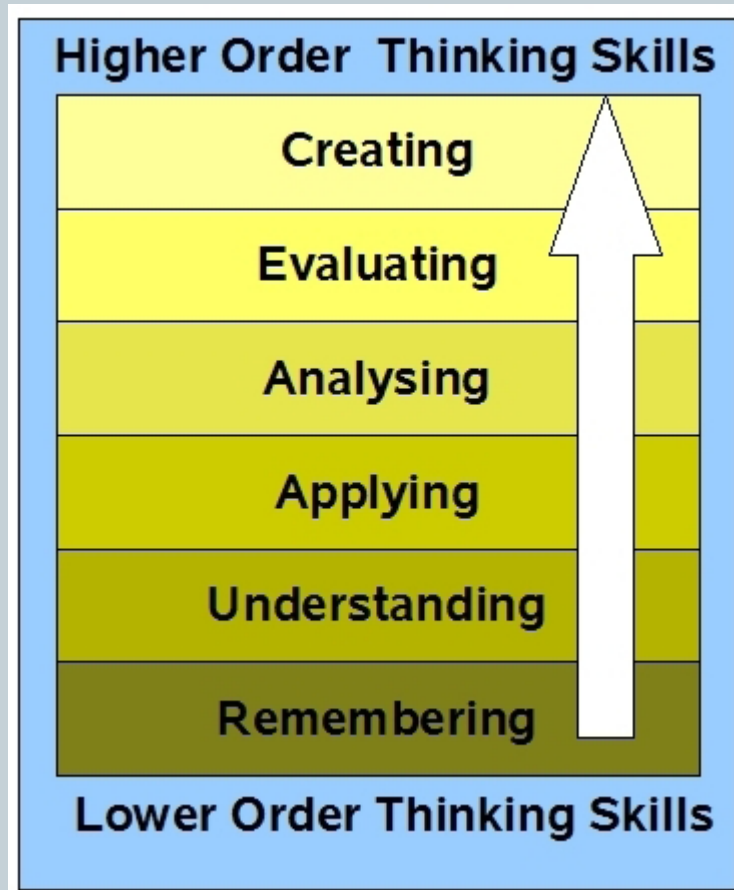 Higher Order Thinking Skills
Creating
Evaluating
Analysing
Applying
Understanding
Remembering
Lower Order Thinking Skills